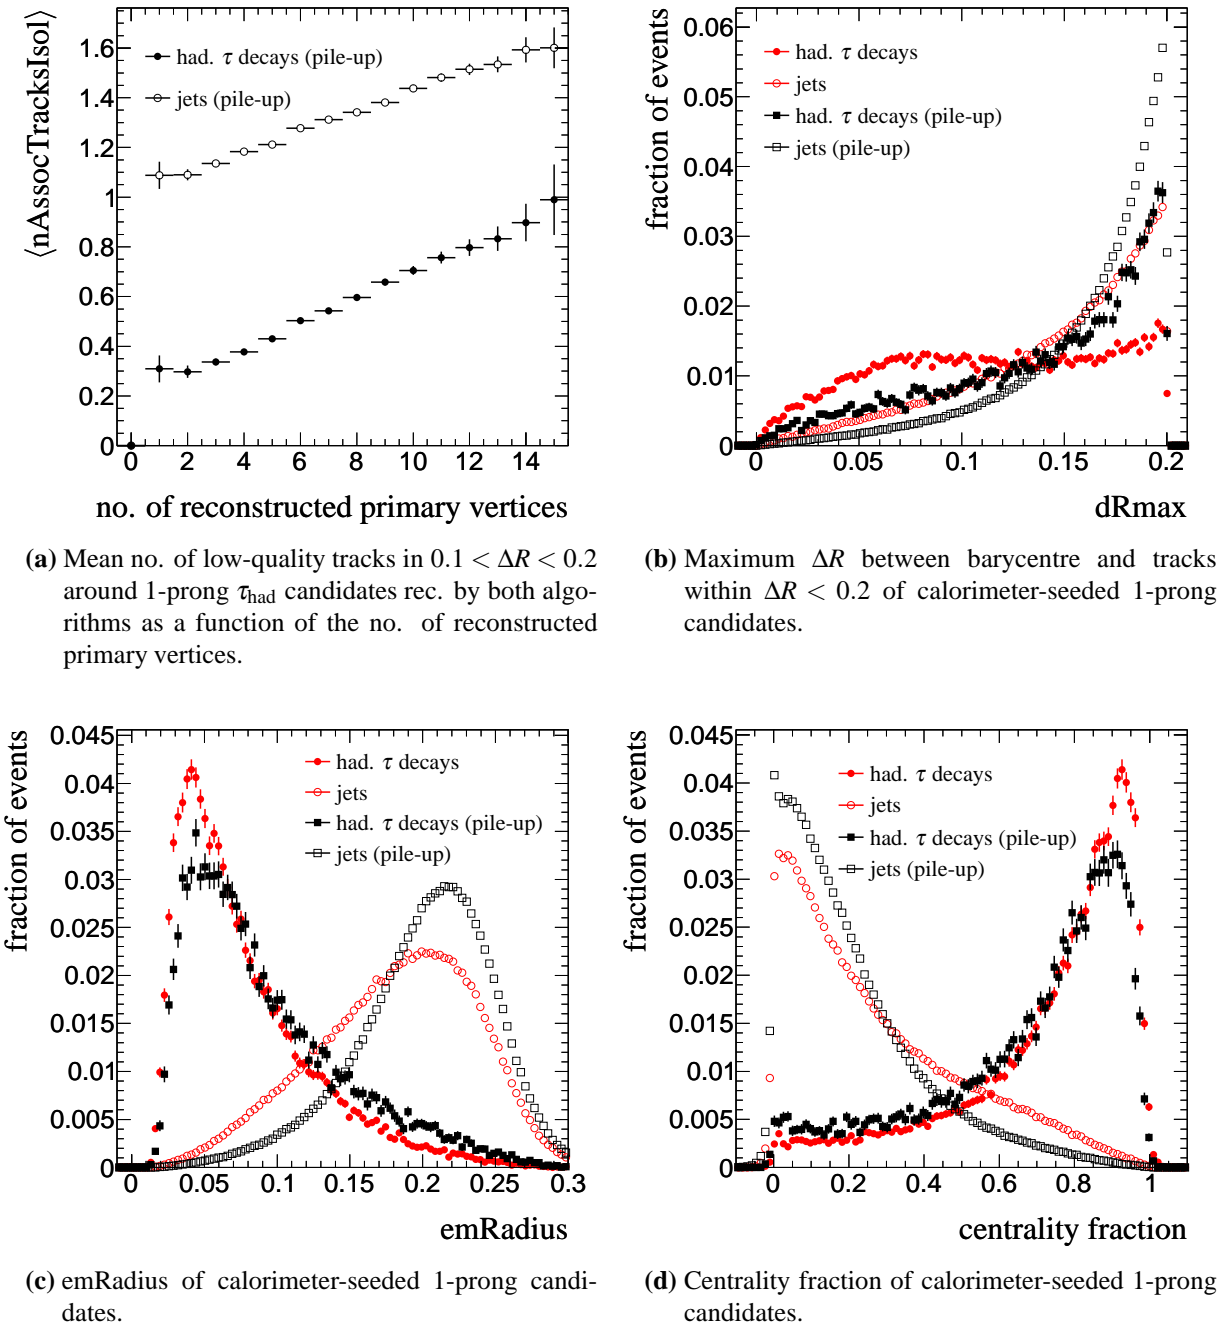 ⟨nAssocTracksIsol⟩
had. τ decays (pile-up)
jets (pile-up)
1.6
1.4
1.2
1
0.8
0.6
0.4
0.2
0
0 2 4 6 8 10 12 14
no. of reconstructed primary vertices
(a) Mean no. of low-quality tracks in 0.1 < ΔR < 0.2
around 1-prong τhad candidates rec. by both algo-
rithms as a function of the no. of reconstructed
primary vertices.
fraction of events
had. τ decays
jets
had. τ decays (pile-up)
jets (pile-up)
0.06
0.05
0.04
0.03
0.02
0.01
0
0 0.05 0.1 0.15 0.2
dRmax
(b) Maximum ΔR between barycentre and tracks
within ΔR < 0.2 of calorimeter-seeded 1-prong
candidates.
fraction of events
had. τ decays
jets
had. τ decays (pile-up)
jets (pile-up)
0.045
0.04
0.035
0.03
0.025
0.02
0.015
0.01
0.005
0
0 0.05 0.1 0.15 0.2 0.25 0.3
emRadius
(c) emRadius of calorimeter-seeded 1-prong candi-
dates.
fraction of events
had. τ decays
jets
had. τ decays (pile-up)
jets (pile-up)
0.045
0.04
0.035
0.03
0.025
0.02
0.015
0.01
0.005
0
0 0.2 0.4 0.6 0.8 1
centrality fraction
(d) Centrality fraction of calorimeter-seeded 1-prong
candidates.